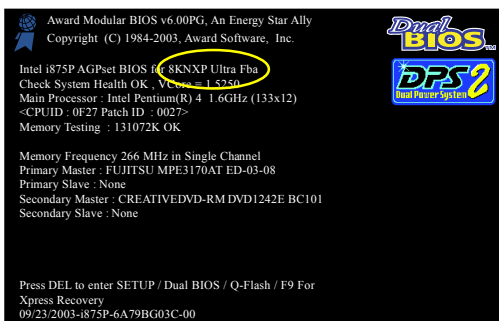 Award Modular BIOS v6.00PG, An Energy Star Ally
Copyright (C) 1984-2003, Award Software, Inc.
Dual
BIOS TM
Intel i875P AGPset BIOS for 8KNXP Ultra Fba
Check System Health OK , VCore = 1.5250
Main Processor : Intel Pentium(R) 4 1.6GHz (133x12)
<CPUID : 0F27 Patch ID : 0027>
Memory Testing : 131072K OK
DPS2
Dual Power System
Memory Frequency 266 MHz in Single Channel
Primary Master : FUJITSU MPE3170AT ED-03-08
Primary Slave : None
Secondary Master : CREATIVEDVD-RM DVD1242E BC101
Secondary Slave : None
Press DEL to enter SETUP / Dual BIOS / Q-Flash / F9 For
Xpress Recovery
09/23/2003-i875P-6A79BG03C-00